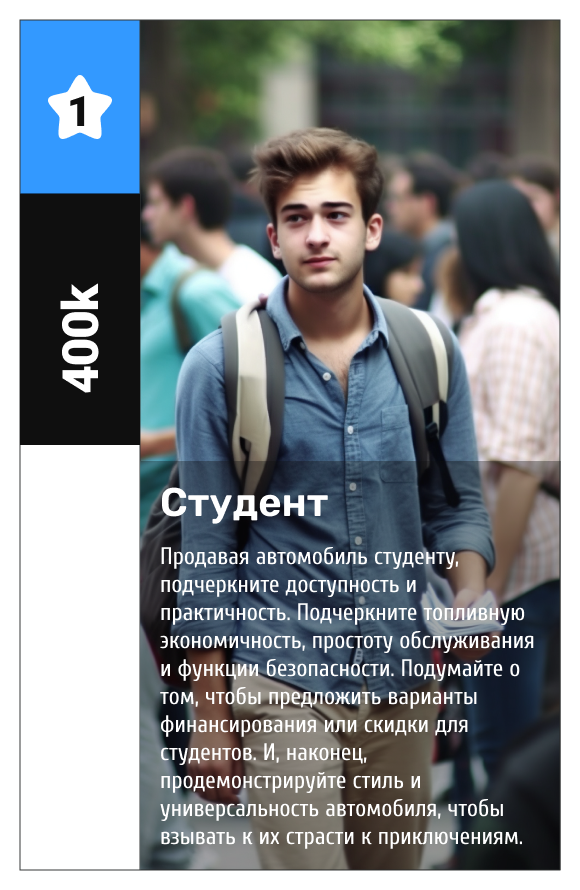 1
400k
Студент
Продавая автомобиль студенту,
подчеркните доступность и
практичность. Подчеркните топливную
экономичность, простоту обслуживания
и функции безопасности. Подумайте о
том, чтобы предложить варианты
финансирования или скидки для
студентов. И, наконец,
продемонстрируйте стиль и
универсальность автомобиля, чтобы
взывать к их страсти к приключениям.